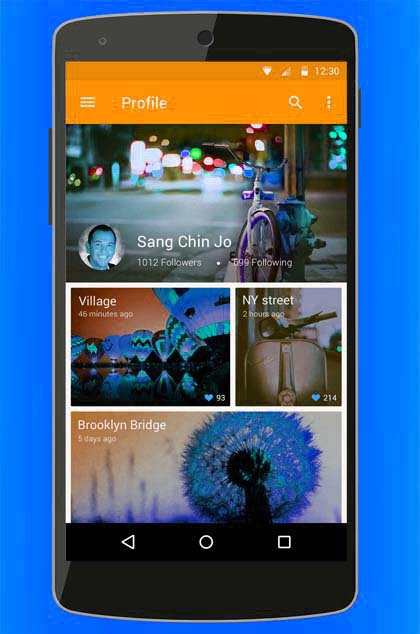 12:30
Profile
Sang Chin Jo
1012 Followers • 699 Following
Village
46 minutes ago
93
NY street
2 hours ago
214
Brooklyn Bridge
5 days ago